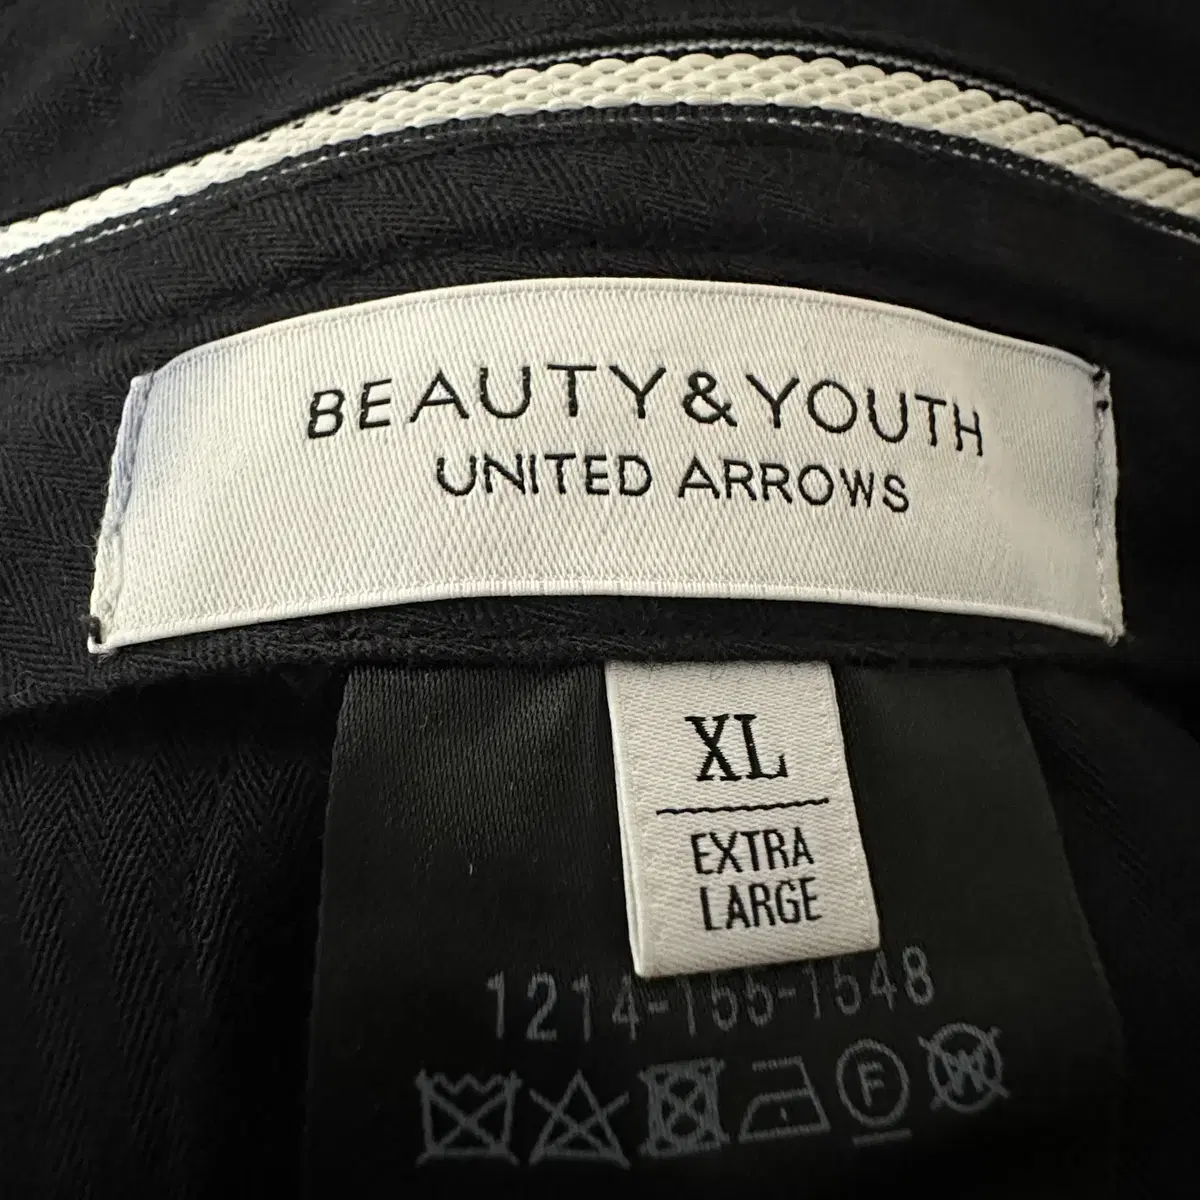 BEAUTY&YOUTH
UNITED ARROWS
XL
EXTRA
LARGE
1214-155-1548
F
W